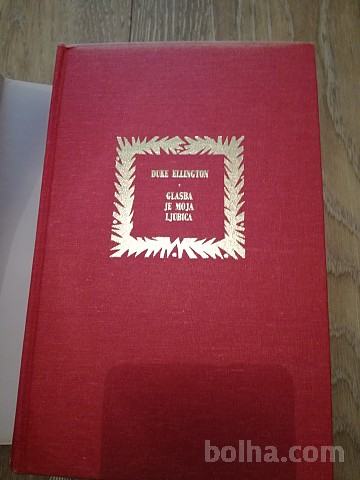 DUKE ELLINGTON
GLASBA
JE MOJA
LJUBICA
bolha.com